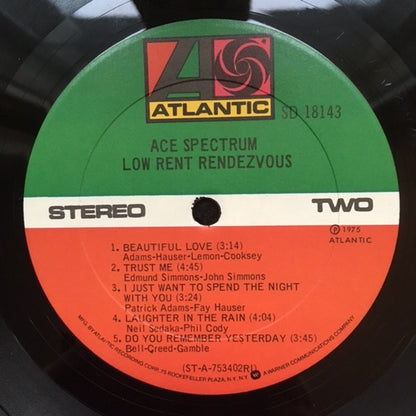 ATLANTIC
SD 18143
ACE SPECTRUM
LOW RENT RENDEZVOUS
STEREO
TWO
℗ 1975
ATLANTIC
1. BEAUTIFUL LOVE (3:14)
Adams-Hauser-Lemon-Cooksey
2. TRUST ME (4:45)
Edmund Simmons-John Simmons
3. I JUST WANT TO SPEND THE NIGHT
WITH YOU (3:24)
Patrick Adams-Fay Hauser
4. LAUGHTER IN THE RAIN (4:04)
Neil Sedaka-Phil Cody
5. DO YOU REMEMBER YESTERDAY (3:45)
Bell-Creed-Gamble
(ST-A-753402RI)
MFG. BY ATLANTIC RECORDING CORP., 75 ROCKEFELLER PLAZA, N.Y. N.Y. A WARNER COMMUNICATIONS COMPANY